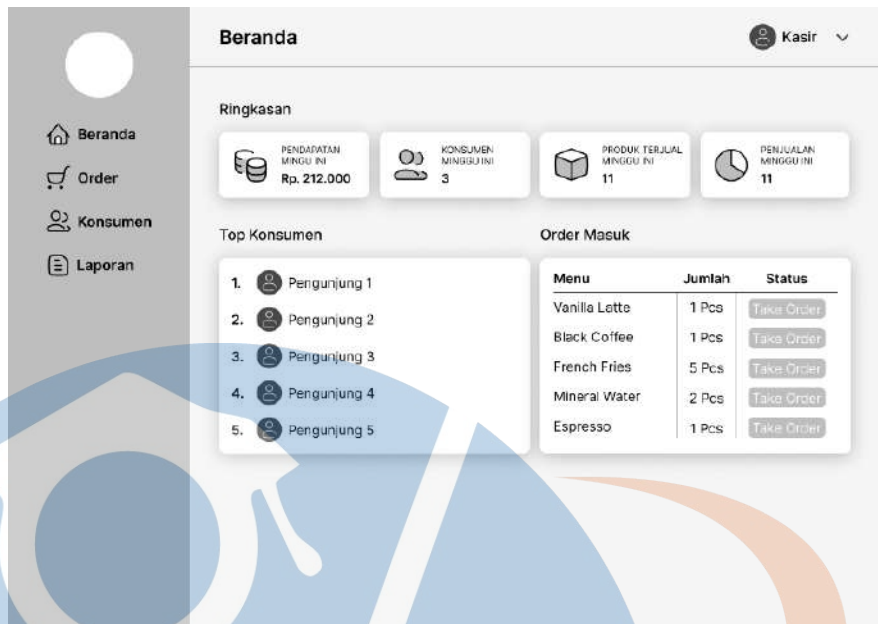 Beranda
Kasir
Beranda
Order
Konsumen
Laporan
Ringkasan
PENDAPATAN
MINGU INI
Rp. 212.000
KONSUMEN
MINGGU INI
3
PRODUK TERJUAL
MINGGU INI
11
PENJUALAN
MINGGU INI
11
Top Konsumen
1. Pengunjung 1
2. Pengunjung 2
3. Pengunjung 3
4. Pengunjung 4
5. Pengunjung 5
Order Masuk
Menu Jumlah Status
Vanilla Latte 1 Pcs Take Order
Black Coffee 1 Pcs Take Order
French Fries 5 Pcs Take Order
Mineral Water 2 Pcs Take Order
Espresso 1 Pcs Take Order